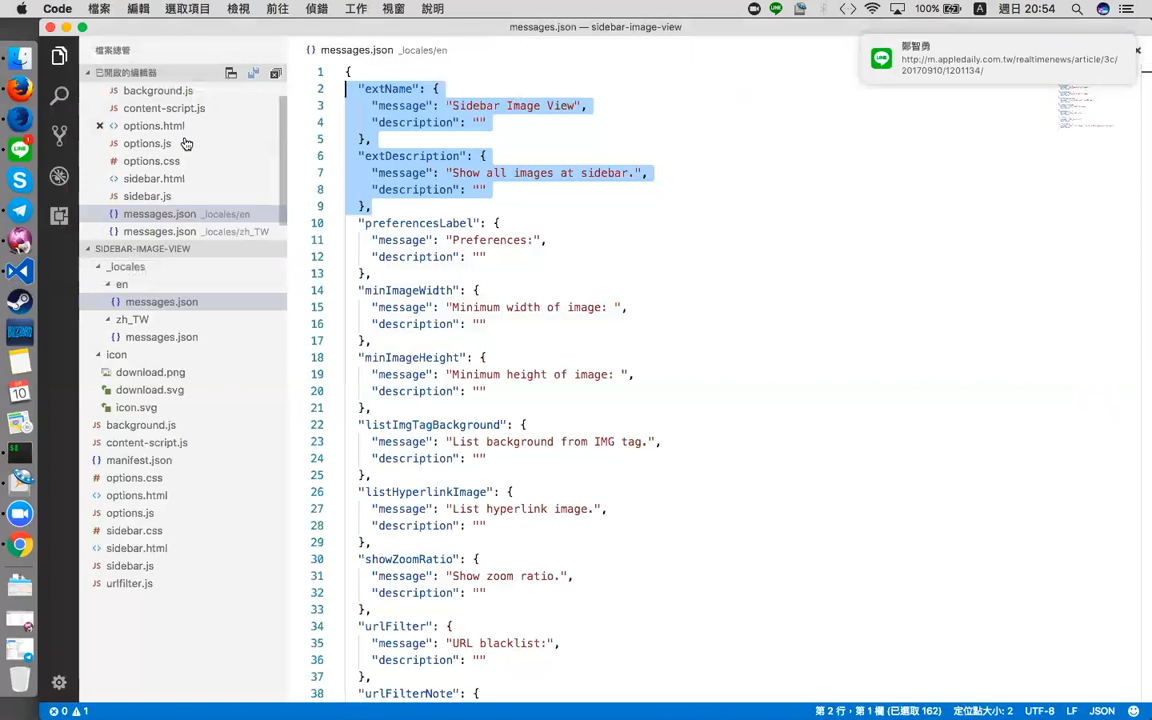 Code 檔案 編輯 選取項目 檢視 前往 偵錯 工作 視窗 說明 100% A 週日 20:54
messages.json — sidebar-image-view
鄭智勇
http://m.appledaily.com.tw/realtimenews/article/3c/
20170910/1201134/
檔案總管
已開啟的編輯器
background.js
content-script.js
options.html
options.js
options.css
sidebar.html
sidebar.js
messages.json _locales/en
messages.json _locales/zh_TW
SIDEBAR-IMAGE-VIEW
_locales
en
messages.json
zh_TW
messages.json
icon
download.png
download.svg
icon.svg
background.js
content-script.js
manifest.json
options.css
options.html
options.js
sidebar.css
sidebar.html
sidebar.js
urlfilter.js
messages.json _locales/en
1 {
2 "extName": {
3 "message": "Sidebar Image View",
4 "description": ""
5 },
6 "extDescription": {
7 "message": "Show all images at sidebar.",
8 "description": ""
9 },
10 "preferencesLabel": {
11 "message": "Preferences:",
12 "description": ""
13 },
14 "minImageWidth": {
15 "message": "Minimum width of image: ",
16 "description": ""
17 },
18 "minImageHeight": {
19 "message": "Minimum height of image: ",
20 "description": ""
21 },
22 "listImgTagBackground": {
23 "message": "List background from IMG tag.",
24 "description": ""
25 },
26 "listHyperlinkImage": {
27 "message": "List hyperlink image.",
28 "description": ""
29 },
30 "showZoomRatio": {
31 "message": "Show zoom ratio.",
32 "description": ""
33 },
34 "urlFilter": {
35 "message": "URL blacklist:",
36 "description": ""
37 },
38 "urlFilterNote": {
0 1 第 2 行，第 1 欄 (已選取 162) 定位點大小: 2 UTF-8 LF JSON